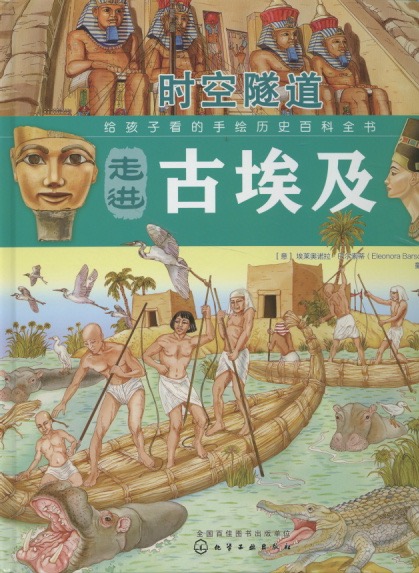 时空隧道
给孩子看的手绘历史百科全书
走进
古埃及
[意] 埃莱奥诺拉·巴尔索蒂 (Eleonora Barso
全国百佳图书出版单位
化学工业出版社